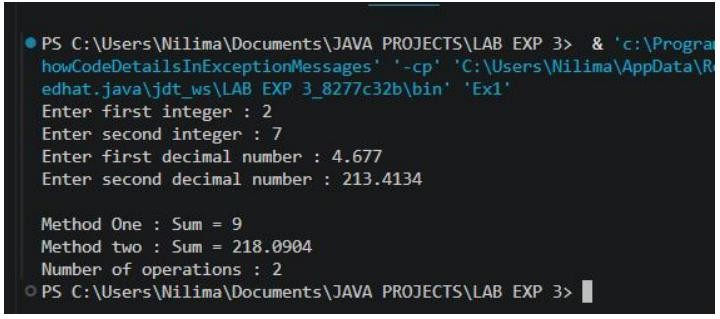 PS C:\Users\Nilima\Documents\JAVA PROJECTS\LAB EXP 3> & 'c:\Program
howCodeDetailsInExceptionMessages' '-cp' 'C:\Users\Nilima\AppData\Ro
edhat.java\jdt_ws\LAB EXP 3_8277c32b\bin' 'Ex1'
Enter first integer : 2
Enter second integer : 7
Enter first decimal number : 4.677
Enter second decimal number : 213.4134
Method One : Sum = 9
Method two : Sum = 218.0904
Number of operations : 2
PS C:\Users\Nilima\Documents\JAVA PROJECTS\LAB EXP 3>